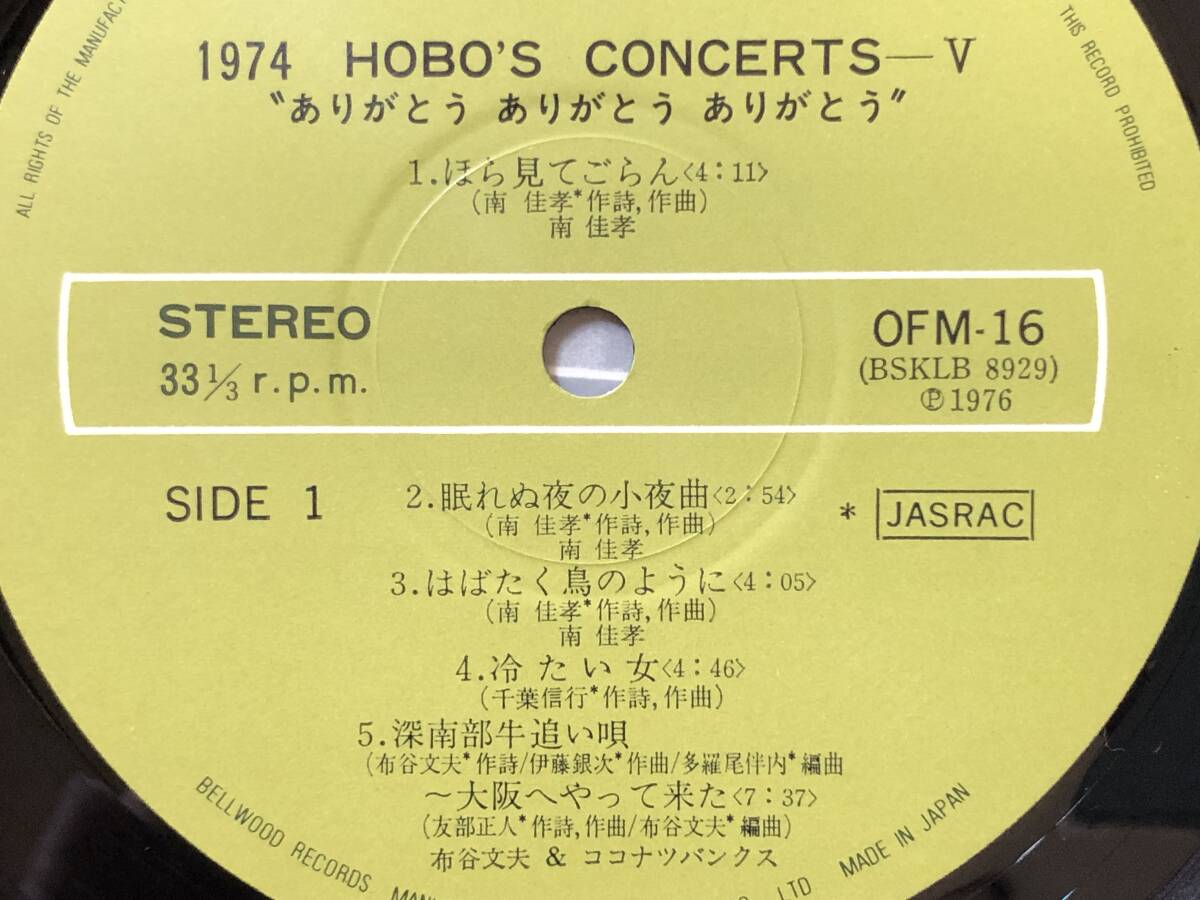 1974 HOBO'S CONCERTS—V
"ありがとう ありがとう ありがとう"
1.ほら見てごらん〈4:11〉
(南 佳孝*作詩,作曲)
南 佳孝
STEREO
33 1/3 r.p.m.
OFM-16
(BSKLB 8929)
Ⓟ1976
SIDE 1
2.眠れぬ夜の小夜曲〈2:54〉
(南 佳孝*作詩,作曲)
南 佳孝
* JASRAC
3.はばたく鳥のように〈4:05〉
(南 佳孝*作詩,作曲)
南 佳孝
4.冷たい女〈4:46〉
(千葉信行*作詩,作曲)
5.深南部牛追い唄
(布谷文夫*作詩/伊藤銀次*作曲/多羅尾伴内*編曲
~大阪へやって来た〈7:37〉
(友部正人*作詩,作曲/布谷文夫*編曲)
布谷文夫 & ココナツバンクス
ALL RIGHTS OF THE MANUFACT
THIS RECORD PROHIBITED
BELLWOOD RECORDS
LTD MADE IN JAPAN